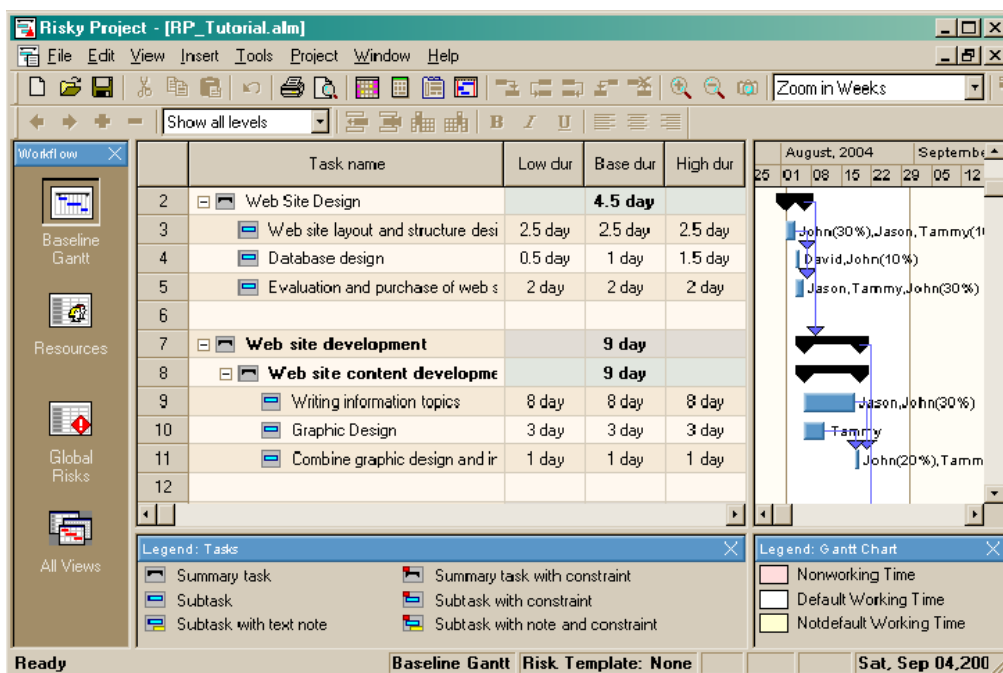 Risky Project - [RP_Tutorial.alm]
File Edit View Insert Tools Project Window Help
Zoom in Weeks
Show all levels B I U
Workflow
Baseline Gantt
Resources
Global Risks
All Views
Task name Low dur Base dur High dur
2 Web Site Design 4.5 day
3 Web site layout and structure desi 2.5 day 2.5 day 2.5 day
4 Database design 0.5 day 1 day 1.5 day
5 Evaluation and purchase of web s 2 day 2 day 2 day
6
7 Web site development 9 day
8 Web site content developme 9 day
9 Writing information topics 8 day 8 day 8 day
10 Graphic Design 3 day 3 day 3 day
11 Combine graphic design and ir 1 day 1 day 1 day
12
August, 2004 Septembe
25 01 08 15 22 29 05 12
John(30%),Jason,Tammy(1
David,John(10%)
Jason,Tammy,John(30%)
Jason,John(30%)
Tammy
John(20%),Tamm
Legend: Tasks
Summary task Summary task with constraint
Subtask Subtask with constraint
Subtask with text note Subtask with note and constraint
Legend: Gantt Chart
Nonworking Time
Default Working Time
Notdefault Working Time
Ready Baseline Gantt Risk Template: None Sat, Sep 04,200